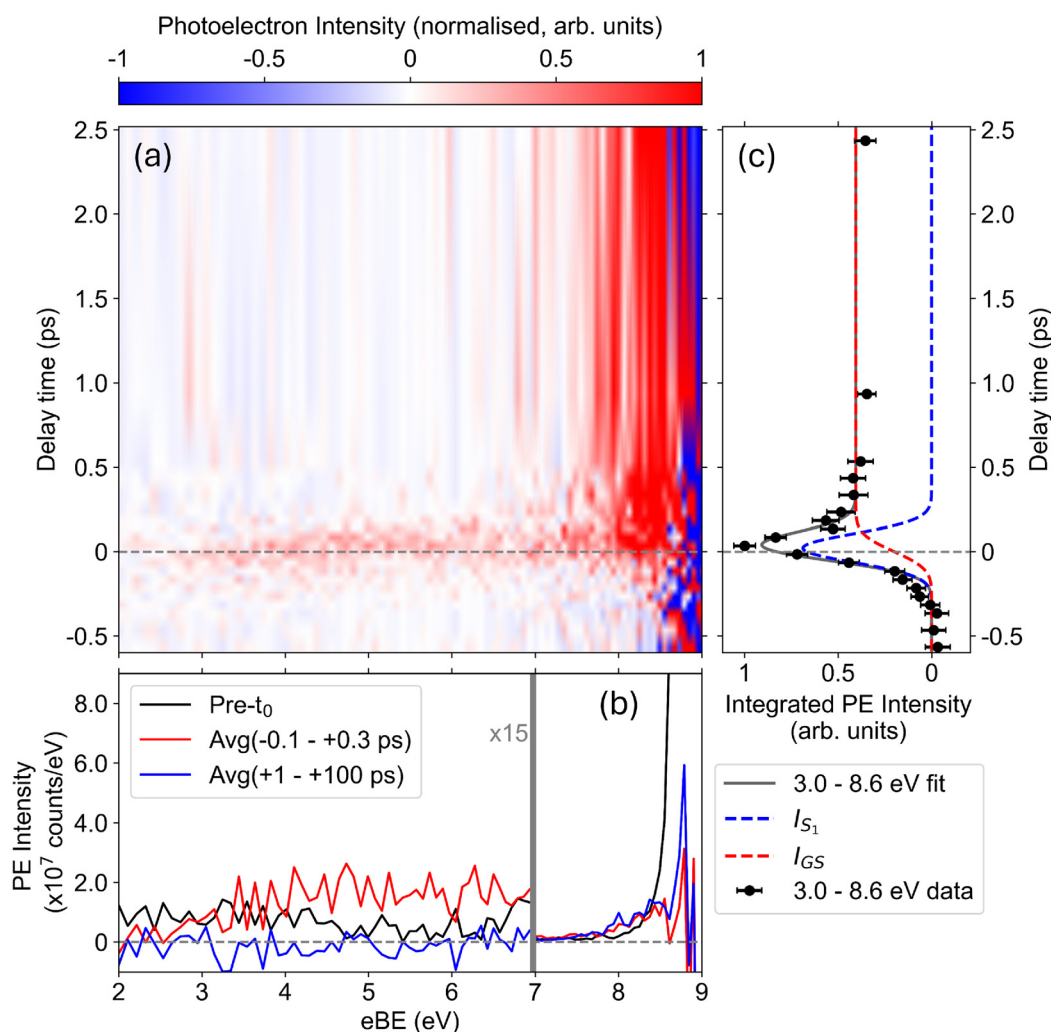 Photoelectron Intensity (normalised, arb. units)
-1 -0.5 0 0.5 1
(a)
2.5
2.0
1.5
1.0
0.5
0
-0.5
Delay time (ps)
(c)
2.5
2.0
1.5
1.0
0.5
0
-0.5
Delay time (ps)
1 0.5 0
Integrated PE Intensity
(arb. units)
(b)
Pre-t₀
Avg(-0.1 - +0.3 ps)
Avg(+1 - +100 ps)
x15
8.0
6.0
4.0
2.0
0
PE Intensity
(x10⁷ counts/eV)
2 3 4 5 6 7 8 9
eBE (eV)
3.0 - 8.6 eV fit
I_S₁
I_GS
3.0 - 8.6 eV data